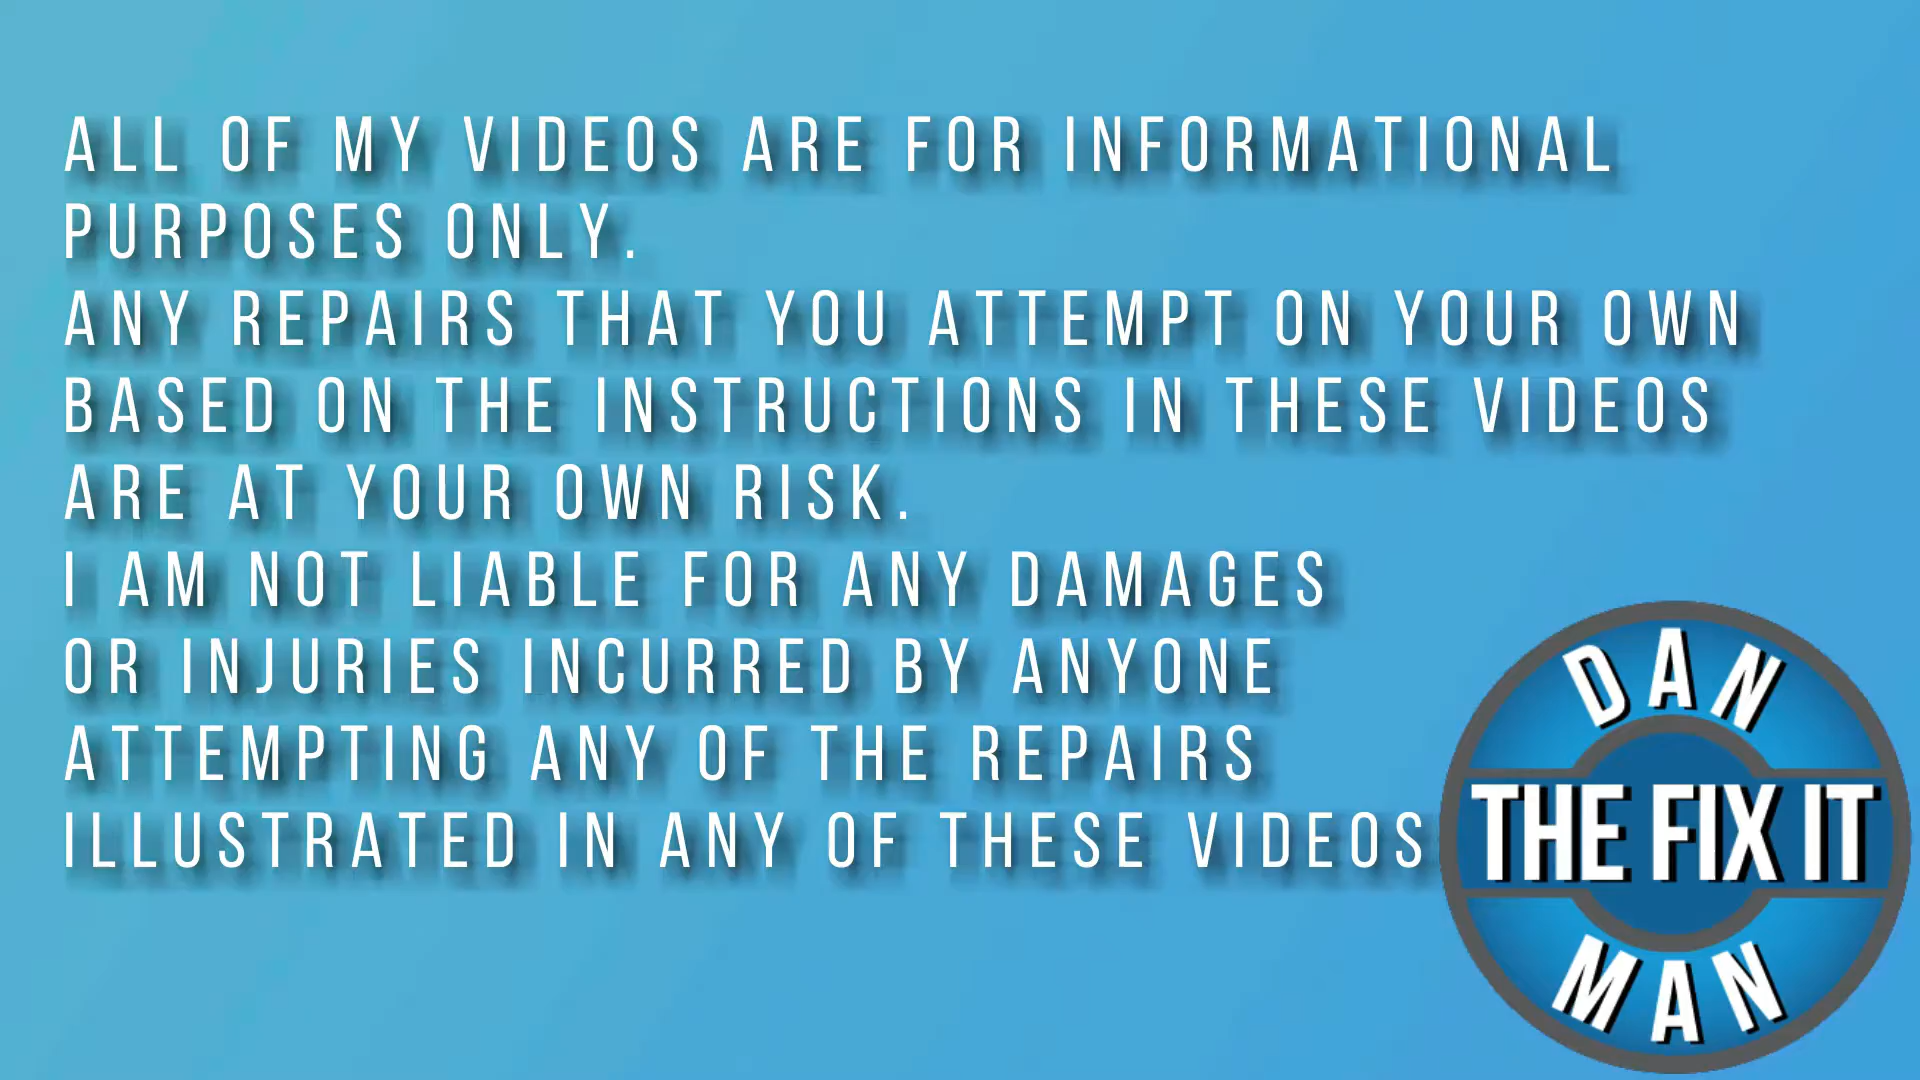 ALL OF MY VIDEOS ARE FOR INFORMATIONAL
PURPOSES ONLY.
ANY REPAIRS THAT YOU ATTEMPT ON YOUR OWN
BASED ON THE INSTRUCTIONS IN THESE VIDEOS
ARE AT YOUR OWN RISK.
I AM NOT LIABLE FOR ANY DAMAGES
OR INJURIES INCURRED BY ANYONE
ATTEMPTING ANY OF THE REPAIRS
ILLUSTRATED IN ANY OF THESE VIDEOS
DAN
THE FIX IT
MAN